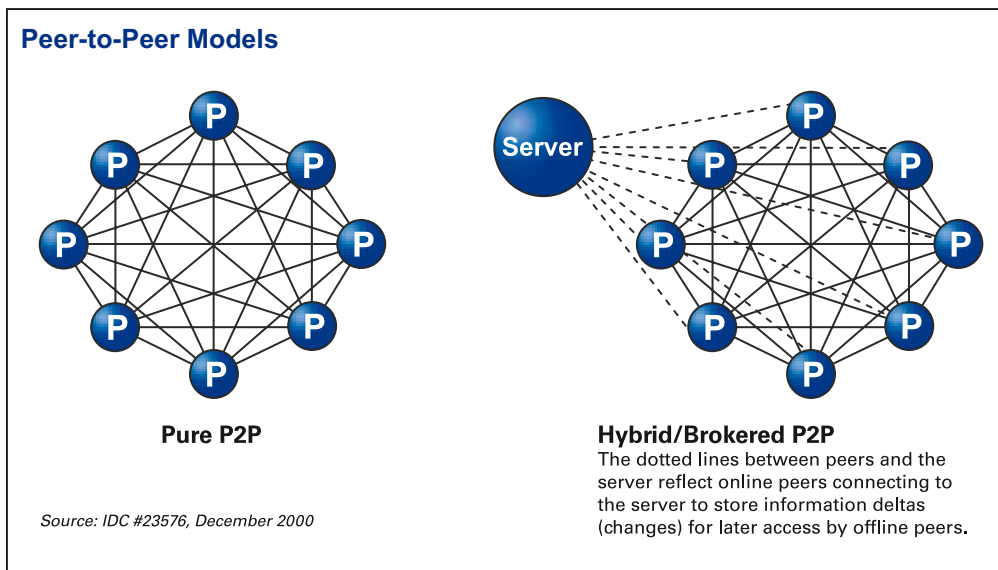 Peer-to-Peer Models
P
P
P
P
P
P
P
P
Pure P2P
Source: IDC #23576, December 2000
Server
P
P
P
P
P
P
P
P
Hybrid/Brokered P2P
The dotted lines between peers and the
server reflect online peers connecting to
the server to store information deltas
(changes) for later access by offline peers.